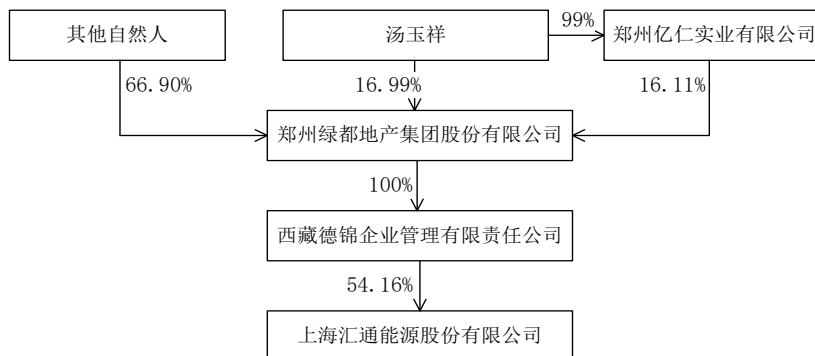 其他自然人
汤玉祥
99%
郑州亿仁实业有限公司
66.90%
16.99%
16.11%
郑州绿都地产集团股份有限公司
100%
西藏德锦企业管理有限责任公司
54.16%
上海汇通能源股份有限公司